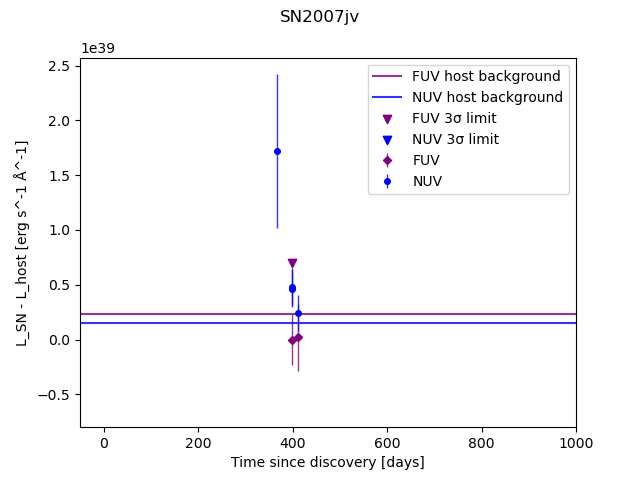 SN2007jv
1e39
2.5
2.0
1.5
1.0
0.5
0.0
−0.5
L_SN - L_host [erg s^-1 Å^-1]
FUV host background
NUV host background
FUV 3σ limit
NUV 3σ limit
FUV
NUV
0 200 400 600 800 1000
Time since discovery [days]